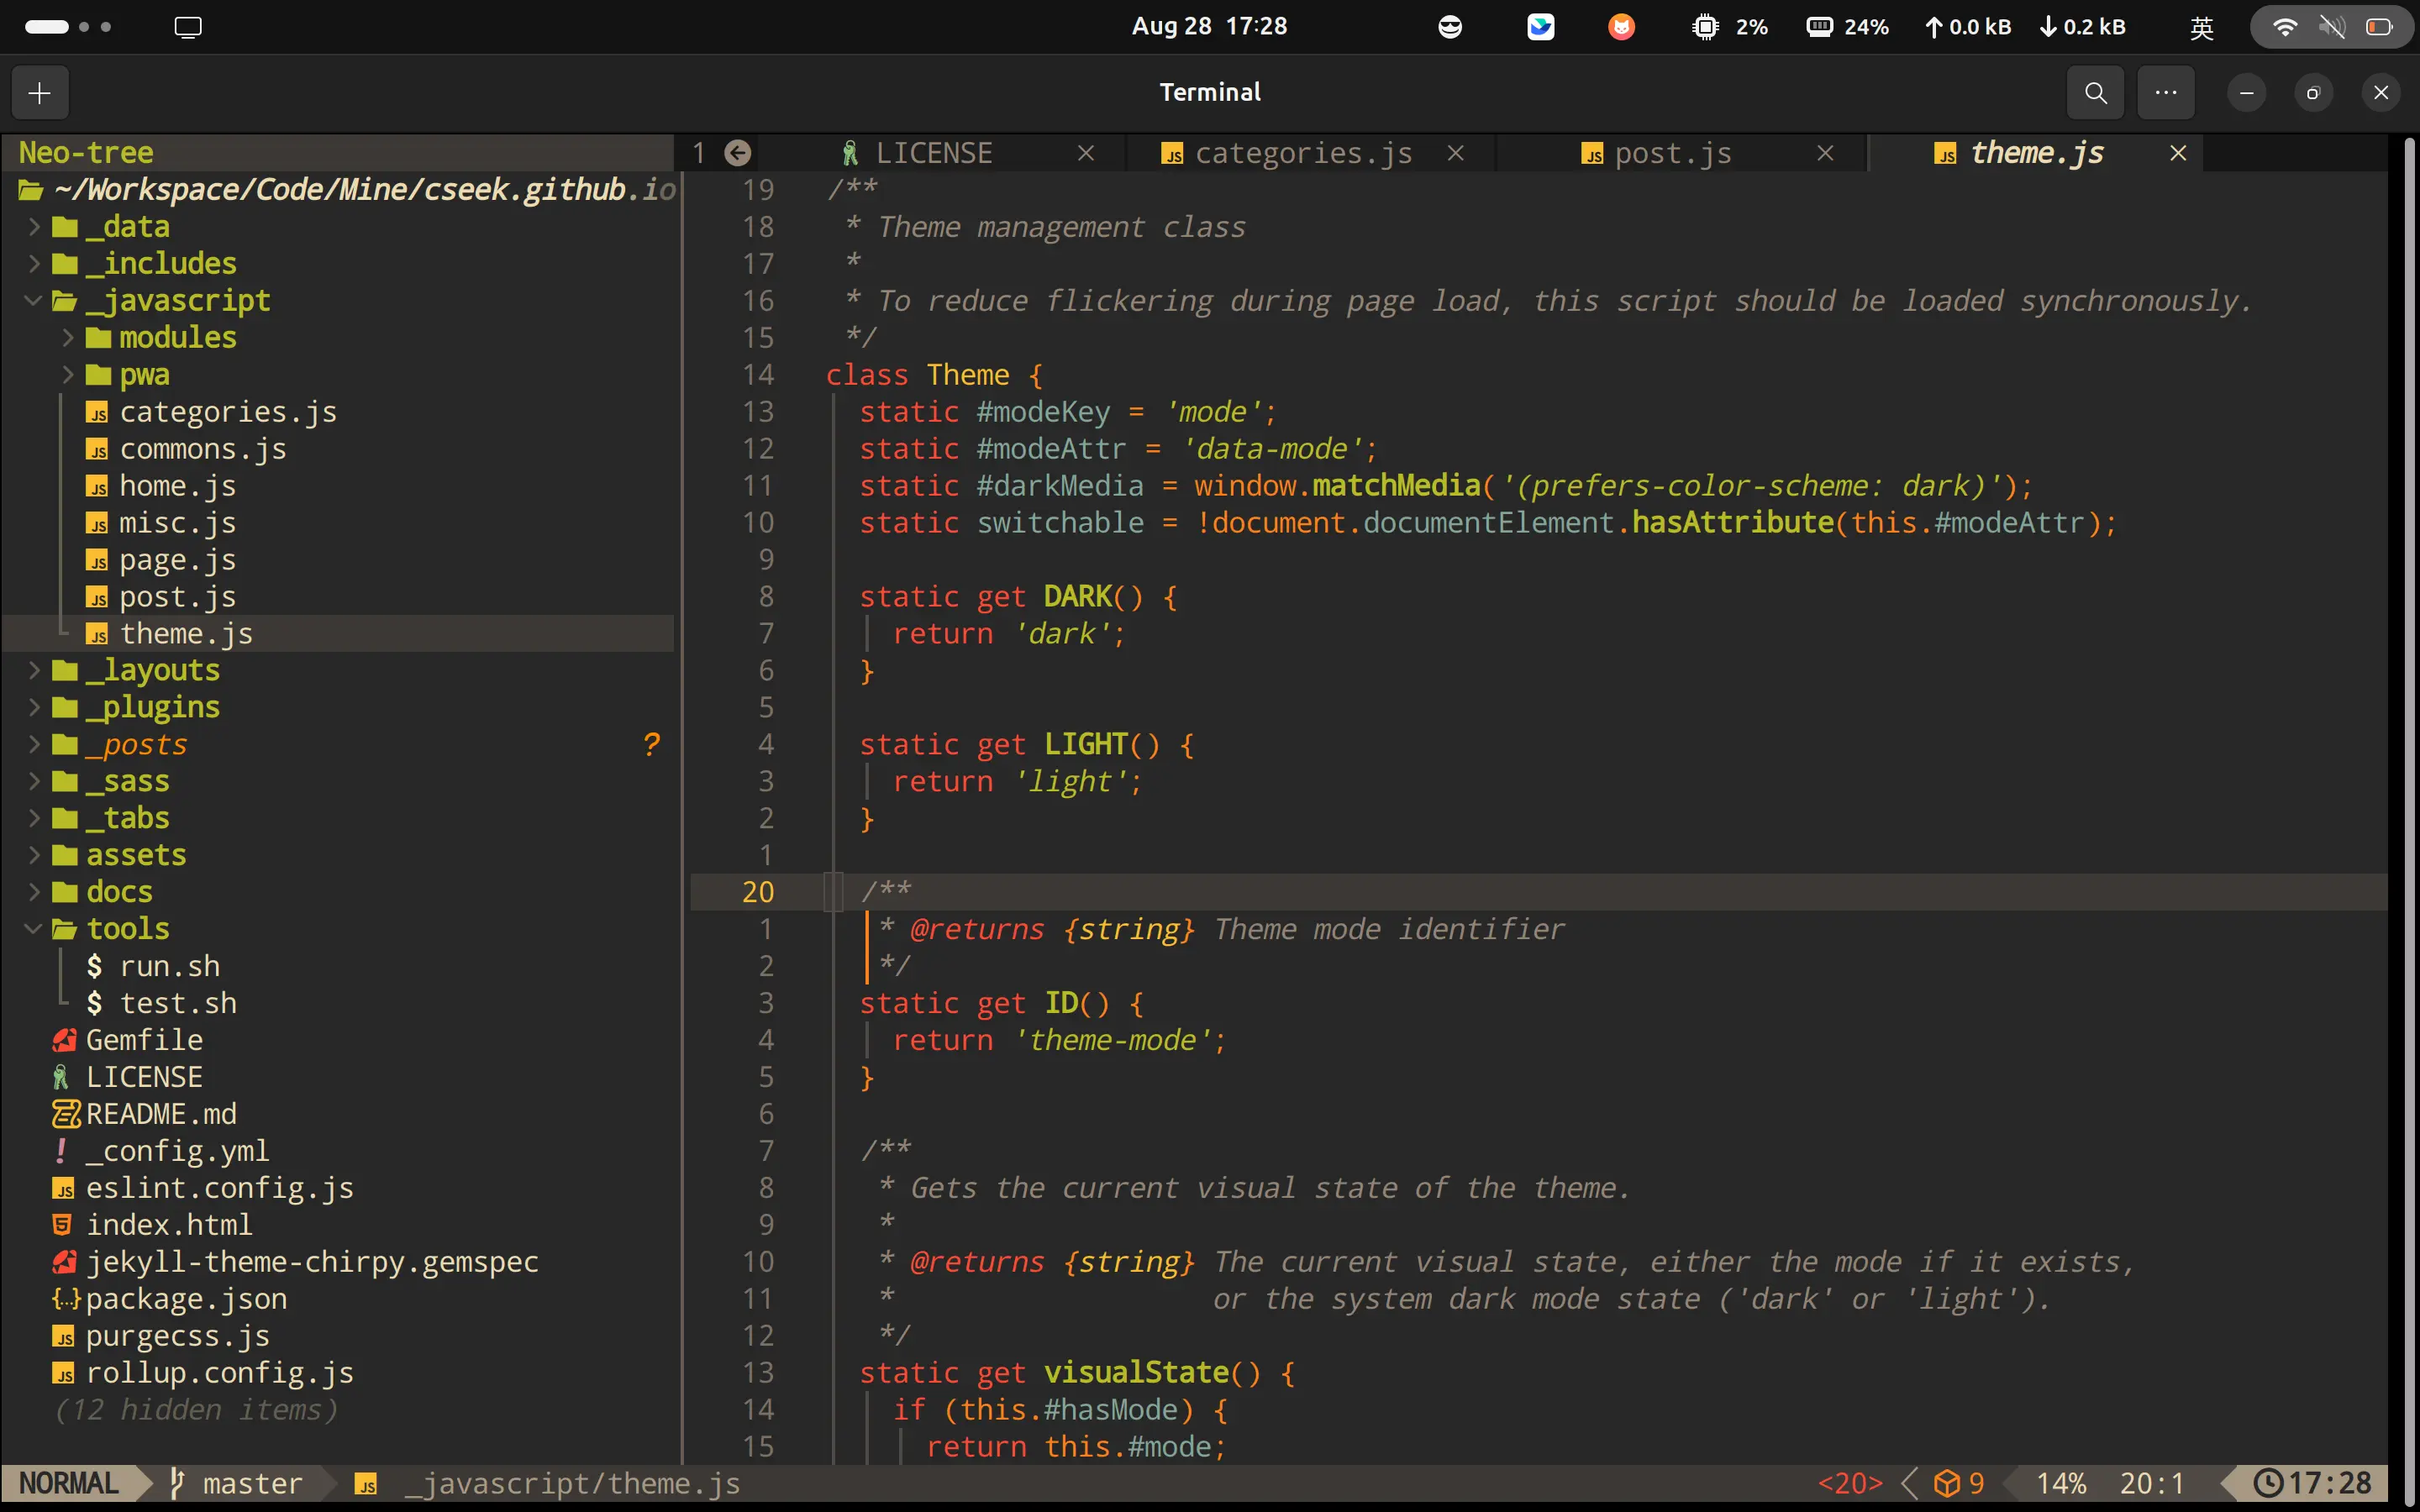 Aug 28 17:28
2%
24%
0.0 kB
0.2 kB
英
Terminal
Neo-tree
~/Workspace/Code/Mine/cseek.github.io
_data
_includes
_javascript
modules
pwa
categories.js
commons.js
home.js
misc.js
page.js
post.js
theme.js
_layouts
_plugins
_posts ?
_sass
_tabs
assets
docs
tools
$ run.sh
$ test.sh
Gemfile
LICENSE
README.md
! _config.yml
JS eslint.config.js
5 index.html
jekyll-theme-chirpy.gemspec
{..} package.json
JS purgecss.js
JS rollup.config.js
(12 hidden items)
1 LICENSE JS categories.js JS post.js JS theme.js
19 /**
18 * Theme management class
17 *
16 * To reduce flickering during page load, this script should be loaded synchronously.
15 */
14 class Theme {
13 static #modeKey = 'mode';
12 static #modeAttr = 'data-mode';
11 static #darkMedia = window.matchMedia('(prefers-color-scheme: dark)');
10 static switchable = !document.documentElement.hasAttribute(this.#modeAttr);
9
8 static get DARK() {
7 return 'dark';
6 }
5
4 static get LIGHT() {
3 return 'light';
2 }
1
20 /**
1 * @returns {string} Theme mode identifier
2 */
3 static get ID() {
4 return 'theme-mode';
5 }
6
7 /**
8 * Gets the current visual state of the theme.
9 *
10 * @returns {string} The current visual state, either the mode if it exists,
11 * or the system dark mode state ('dark' or 'light').
12 */
13 static get visualState() {
14 if (this.#hasMode) {
15 return this.#mode;
NORMAL master JS _javascript/theme.js <20> 9 14% 20:1 17:28